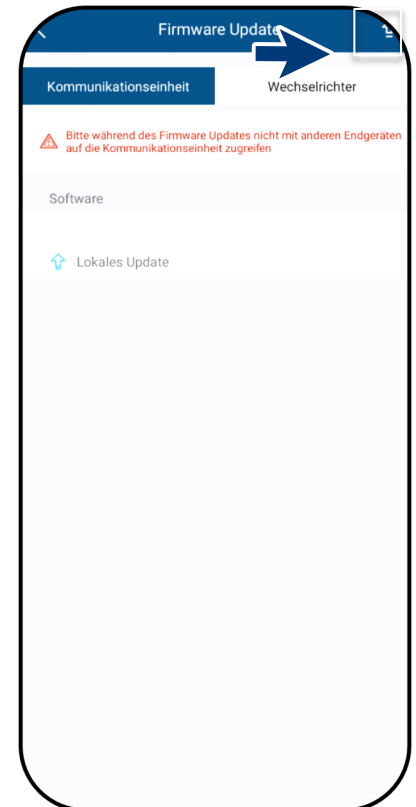 Firmware Update
Kommunikationseinheit
Wechselrichter
Bitte während des Firmware Updates nicht mit anderen Endgeräten
auf die Kommunikationseinheit zugreifen
Software
Lokales Update